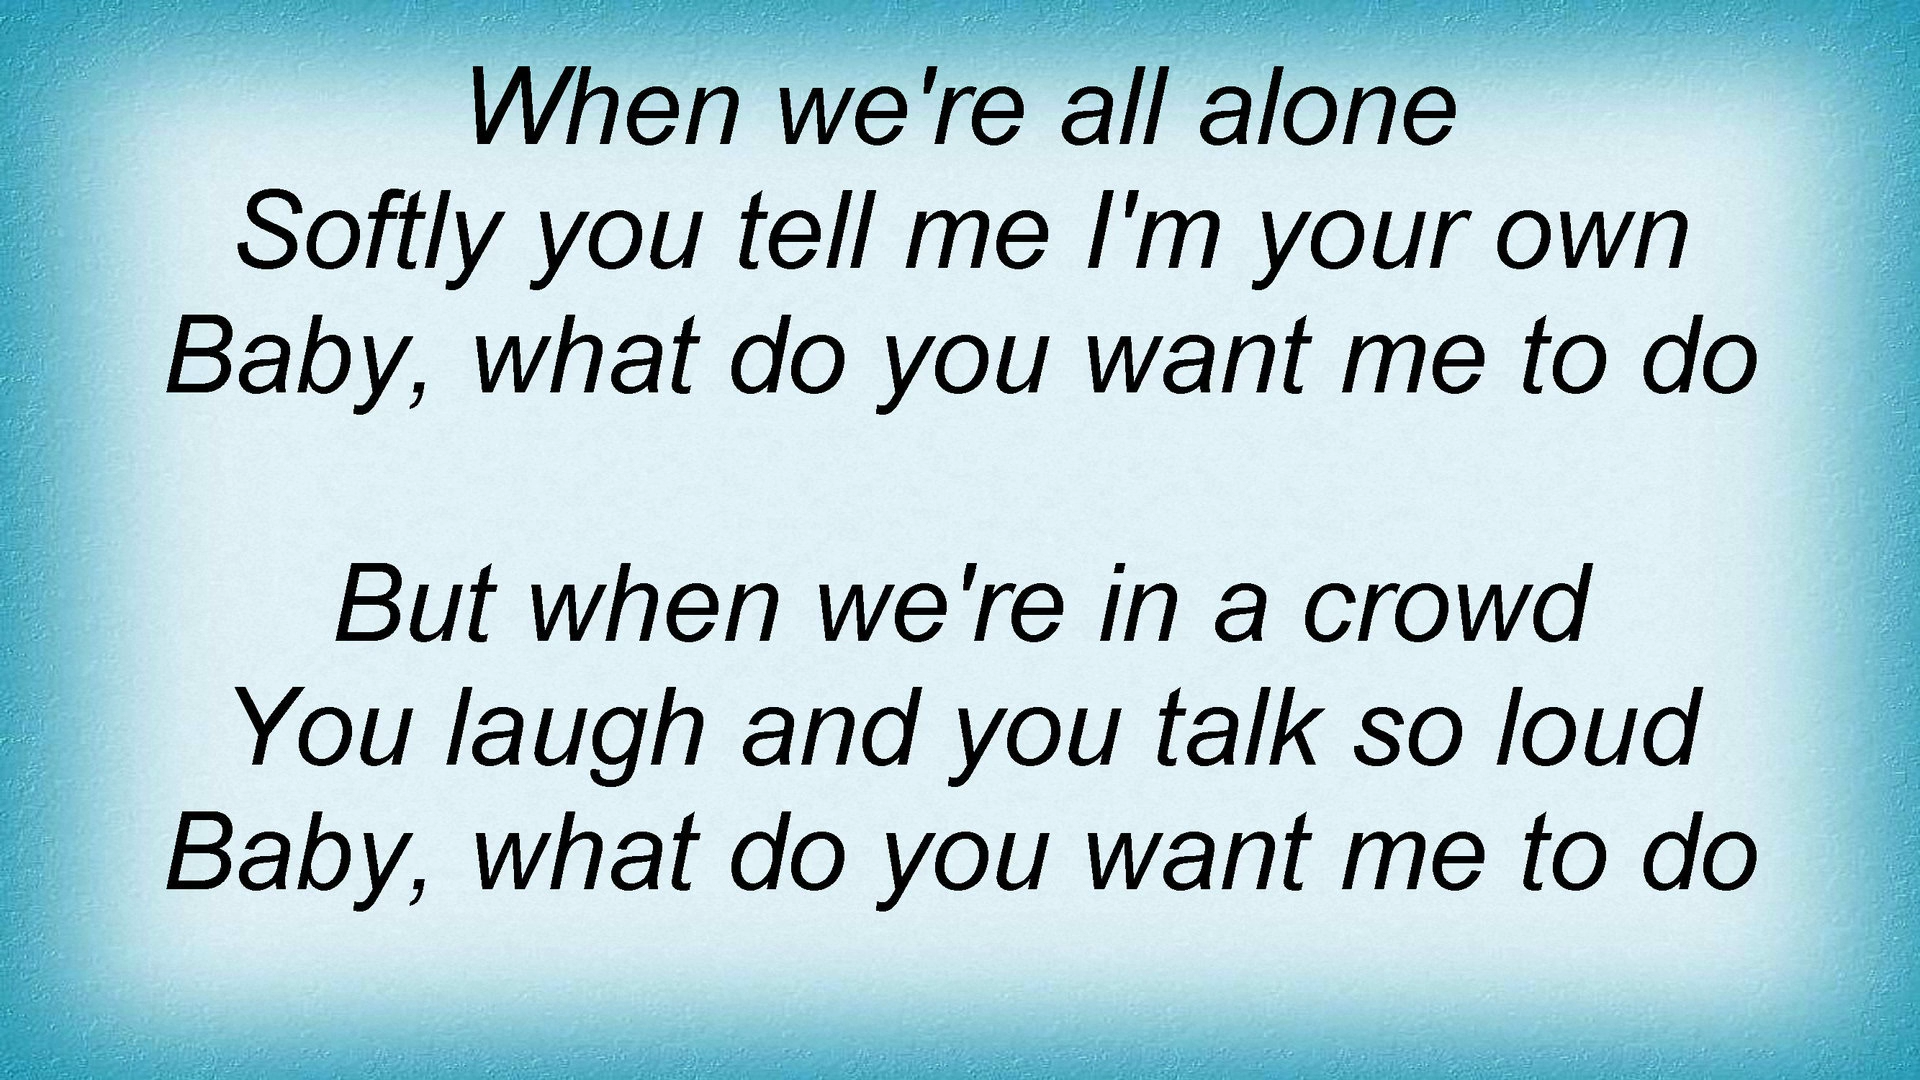 When we're all alone
Softly you tell me I'm your own
Baby, what do you want me to do
But when we're in a crowd
You laugh and you talk so loud
Baby, what do you want me to do